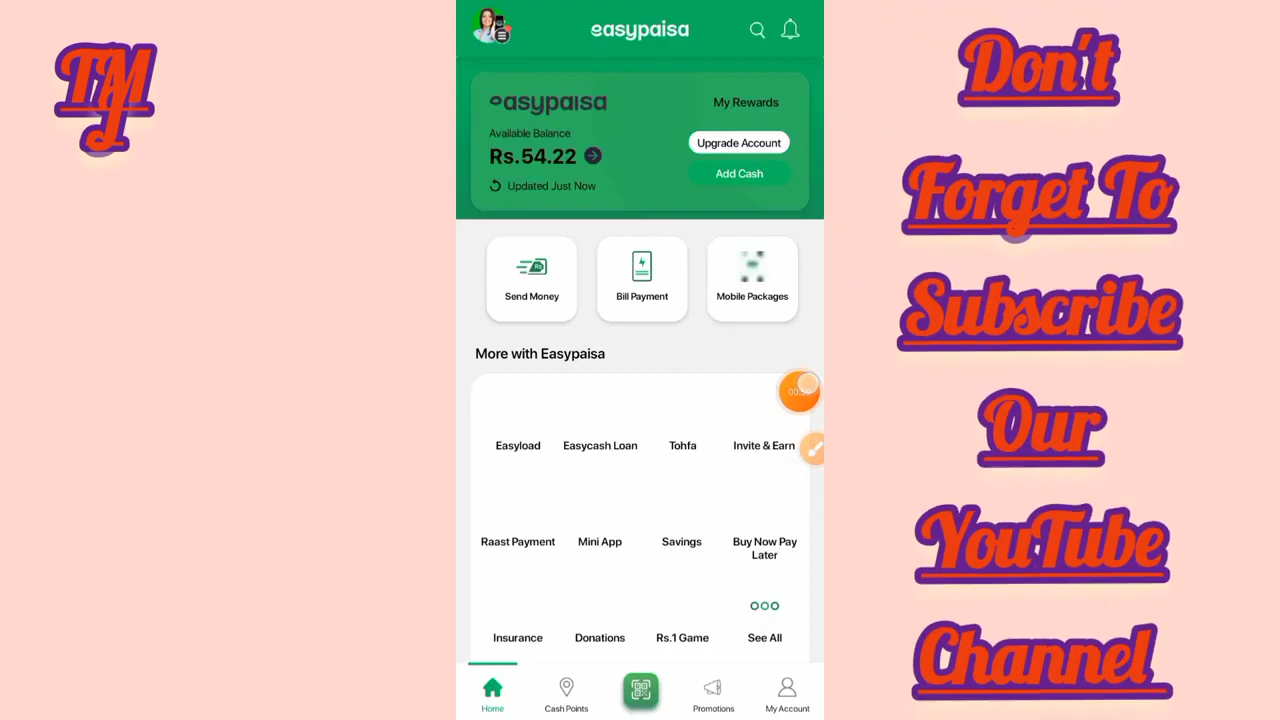 TMJ
easypaisa
easypaisa
My Rewards
Available Balance
Upgrade Account
Rs.54.22
Add Cash
Updated Just Now
Send Money
Bill Payment
Mobile Packages
More with Easypaisa
Easyload
Easycash Loan
Tohfa
Invite & Earn
Raast Payment
Mini App
Savings
Buy Now Pay
Later
Insurance
Donations
Rs.1 Game
See All
Home
Cash Points
Promotions
My Account
Don't
Forget To
Subscribe
Our
YouTube
Channel